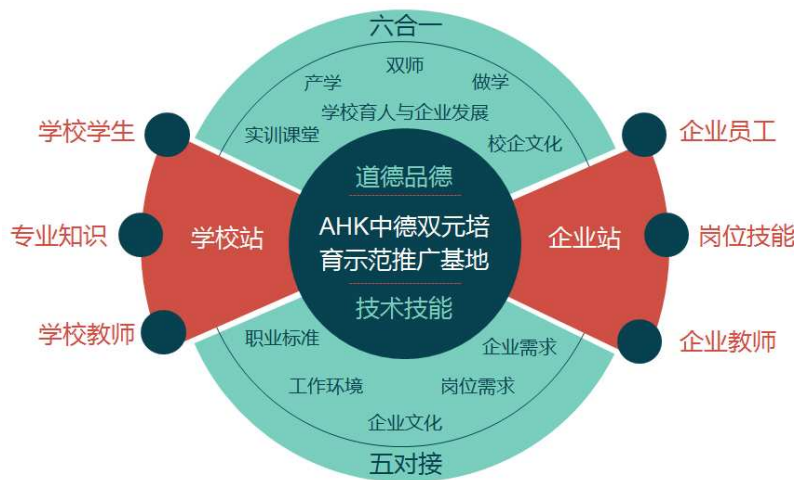 六合一
双师
产学
做学
学校育人与企业发展
实训课堂
校企文化
学校学生
企业员工
道德品德
专业知识
学校站
AHK中德双元培
育示范推广基地
企业站
岗位技能
技术技能
学校教师
企业教师
职业标准
企业需求
工作环境
岗位需求
企业文化
五对接